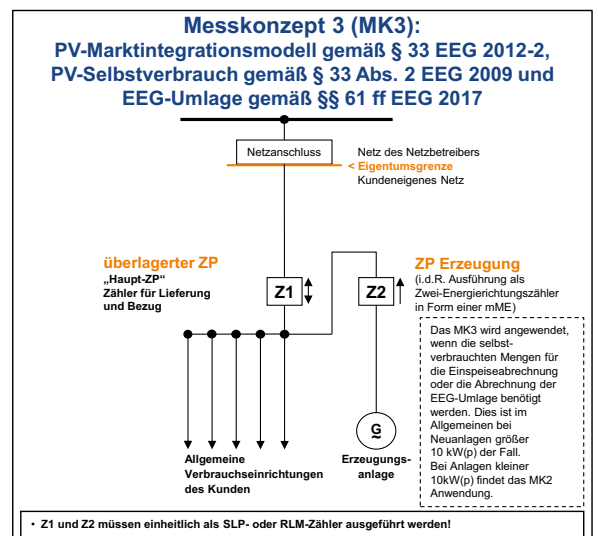 Messkonzept 3 (MK3):
PV-Marktintegrationsmodell gemäß § 33 EEG 2012-2,
PV-Selbstverbrauch gemäß § 33 Abs. 2 EEG 2009 und
EEG-Umlage gemäß §§ 61 ff EEG 2017
Netzanschluss
Netz des Netzbetreibers
< Eigentumsgrenze
Kundeneigenes Netz
überlagerter ZP
„Haupt-ZP"
Zähler für Lieferung
und Bezug
Z1
Z2
ZP Erzeugung
(i.d.R. Ausführung als
Zwei-Energierichtungszähler
in Form einer mME)
Das MK3 wird angewendet,
wenn die selbst-
verbrauchten Mengen für
die Einspeiseabrechnung
oder die Abrechnung der
EEG-Umlage benötigt
werden. Dies ist im
Allgemeinen bei
Neuanlagen größer
10 kW(p) der Fall.
Bei Anlagen kleiner
10kW(p) findet das MK2
Anwendung.
G
~
Allgemeine
Verbrauchseinrichtungen
des Kunden
Erzeugungs-
anlage
• Z1 und Z2 müssen einheitlich als SLP- oder RLM-Zähler ausgeführt werden!